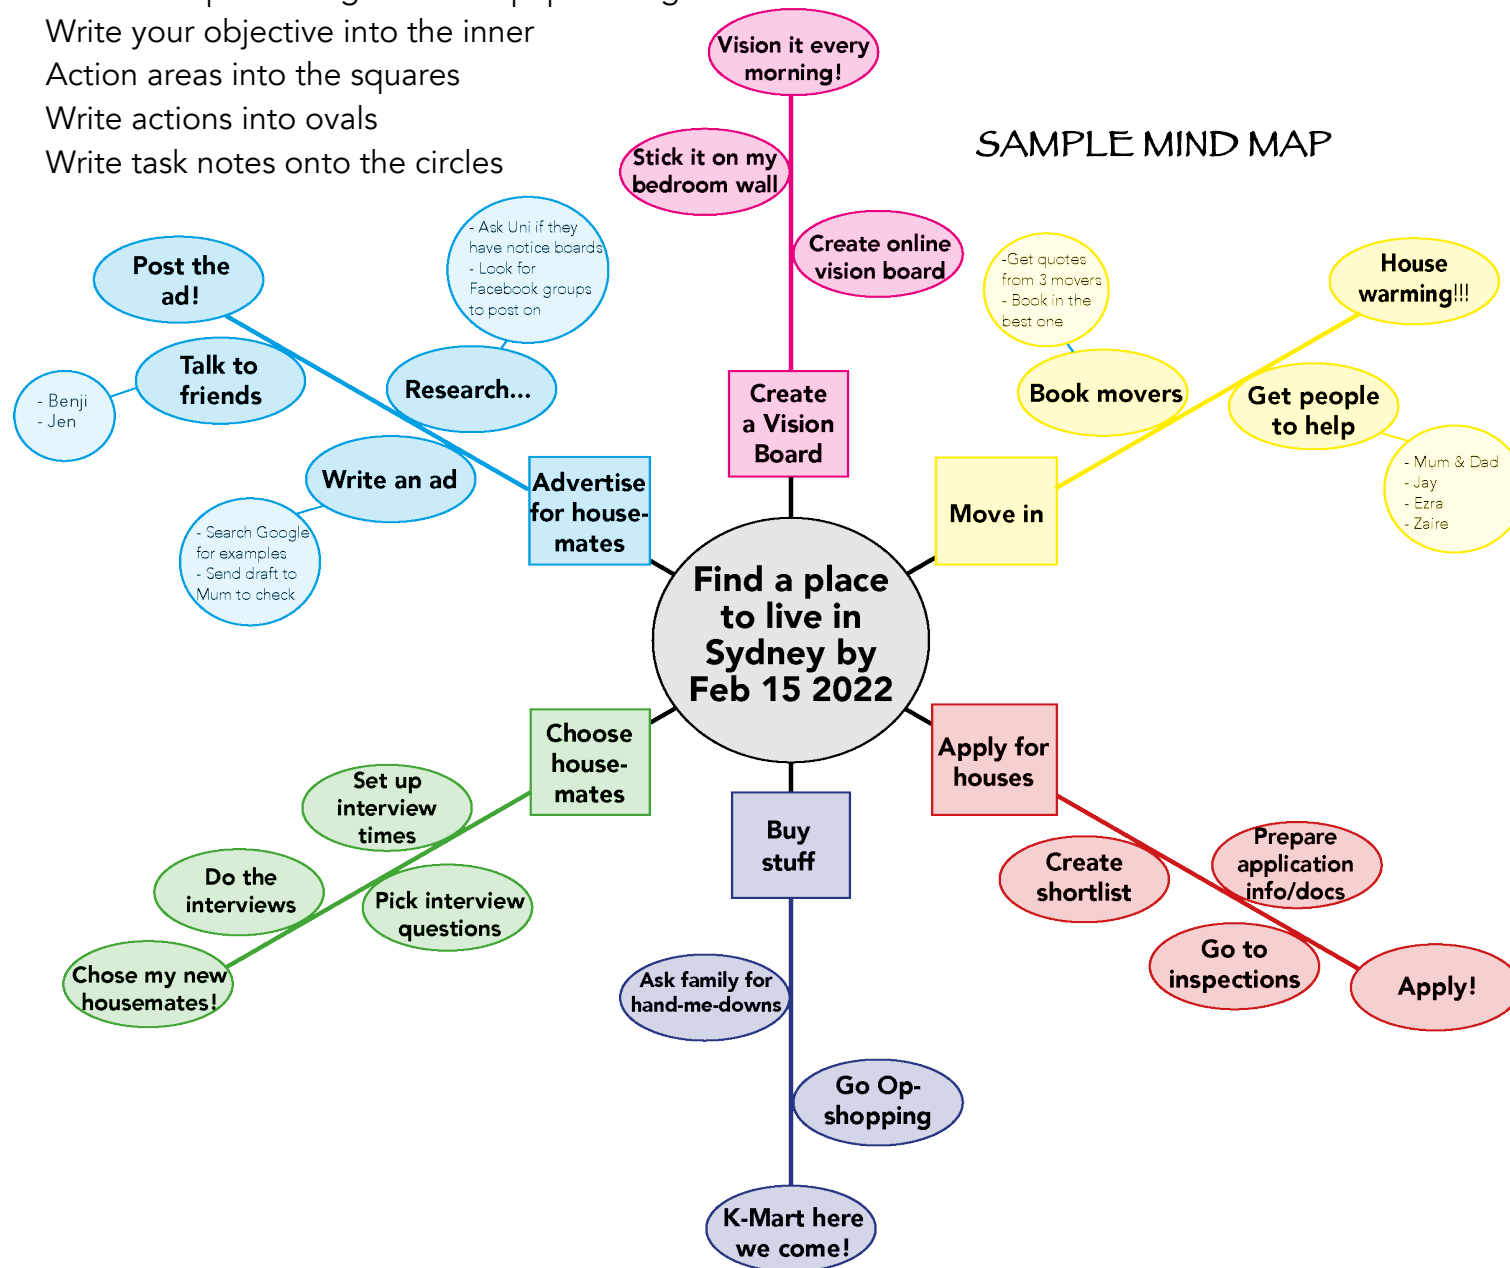 Write your objective into the inner
Action areas into the squares
Write actions into ovals
Write task notes onto the circles
SAMPLE MIND MAP
Vision it every
morning!
Stick it on my
bedroom wall
Create online
vision board
Create
a Vision
Board
Post the
ad!
- Ask Uni if they
have notice boards
- Look for
Facebook groups
to post on
Talk to
friends
- Benji
- Jen
Research...
Write an ad
- Search Google
for examples
- Send draft to
Mum to check
Advertise
for house-
mates
-Get quotes
from 3 movers
- Book in the
best one
House
warming!!!
Book movers
Get people
to help
- Mum & Dad
- Jay
- Ezra
- Zaire
Move in
Find a place
to live in
Sydney by
Feb 15 2022
Choose
house-
mates
Set up
interview
times
Do the
interviews
Pick interview
questions
Chose my new
housemates!
Buy
stuff
Ask family for
hand-me-downs
Go Op-
shopping
K-Mart here
we come!
Apply for
houses
Create
shortlist
Prepare
application
info/docs
Go to
inspections
Apply!